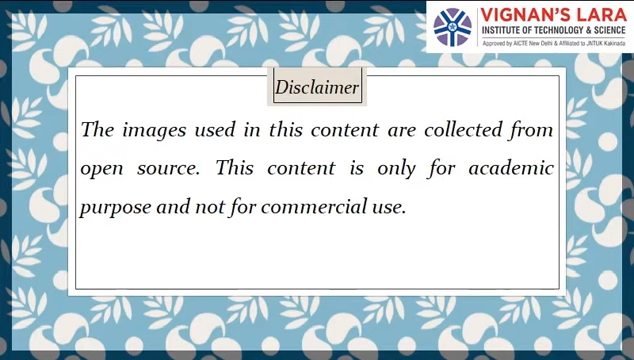 VIGNAN'S LARA
INSTITUTE OF TECHNOLOGY & SCIENCE
Approved by AICTE New Delhi & Affiliated to JNTUK Kakinada
Disclaimer
The images used in this content are collected from
open source. This content is only for academic
purpose and not for commercial use.